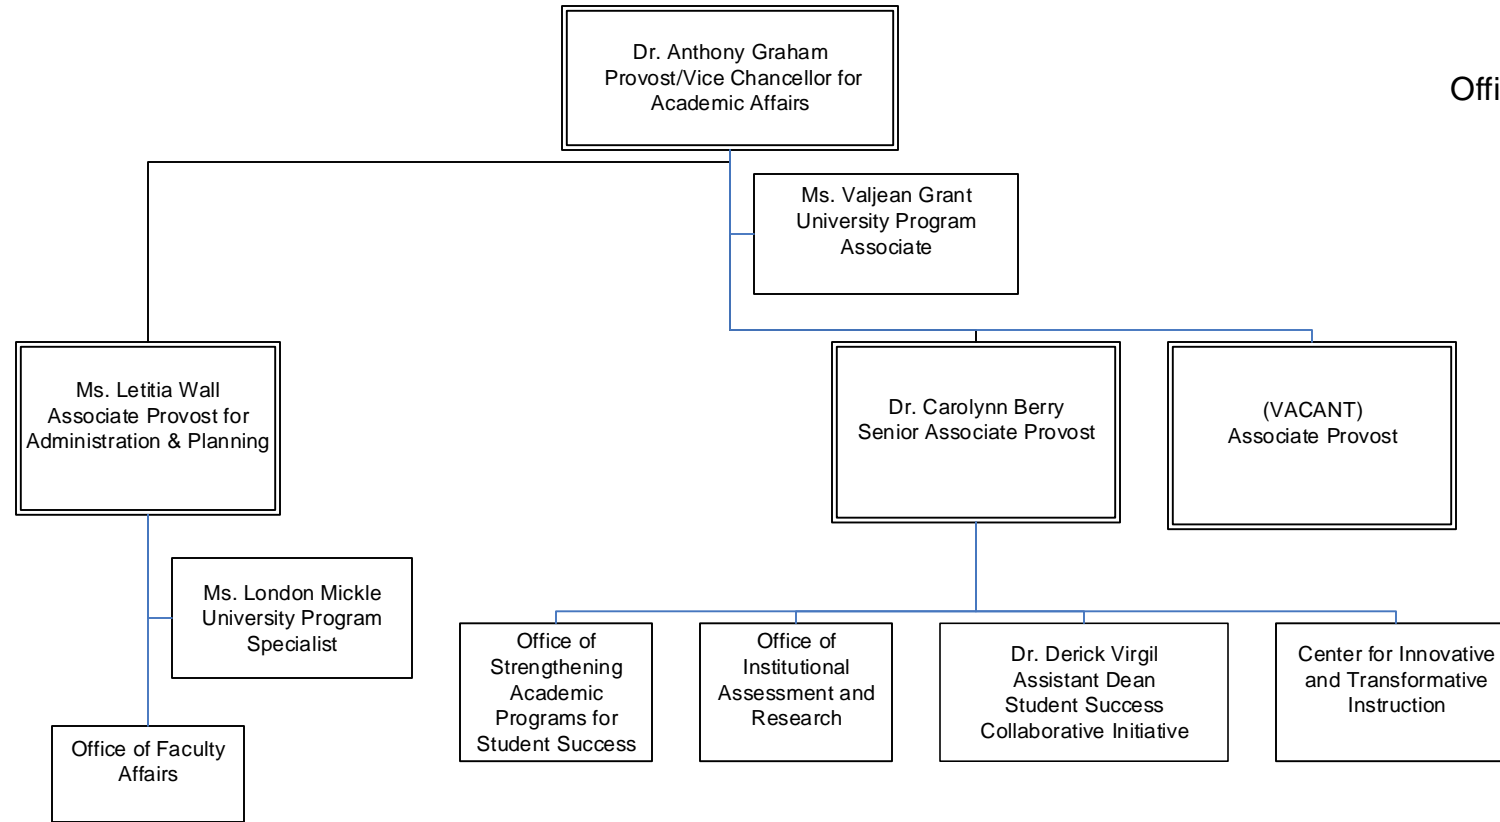 Dr. Anthony Graham
Provost/Vice Chancellor for
Academic Affairs
Offi
Ms. Valjean Grant
University Program
Associate
Ms. Letitia Wall
Associate Provost for
Administration & Planning
Dr. Carolynn Berry
Senior Associate Provost
(VACANT)
Associate Provost
Ms. London Mickle
University Program
Specialist
Office of Faculty
Affairs
Office of
Strengthening
Academic
Programs for
Student Success
Office of
Institutional
Assessment and
Research
Dr. Derick Virgil
Assistant Dean
Student Success
Collaborative Initiative
Center for Innovative
and Transformative
Instruction